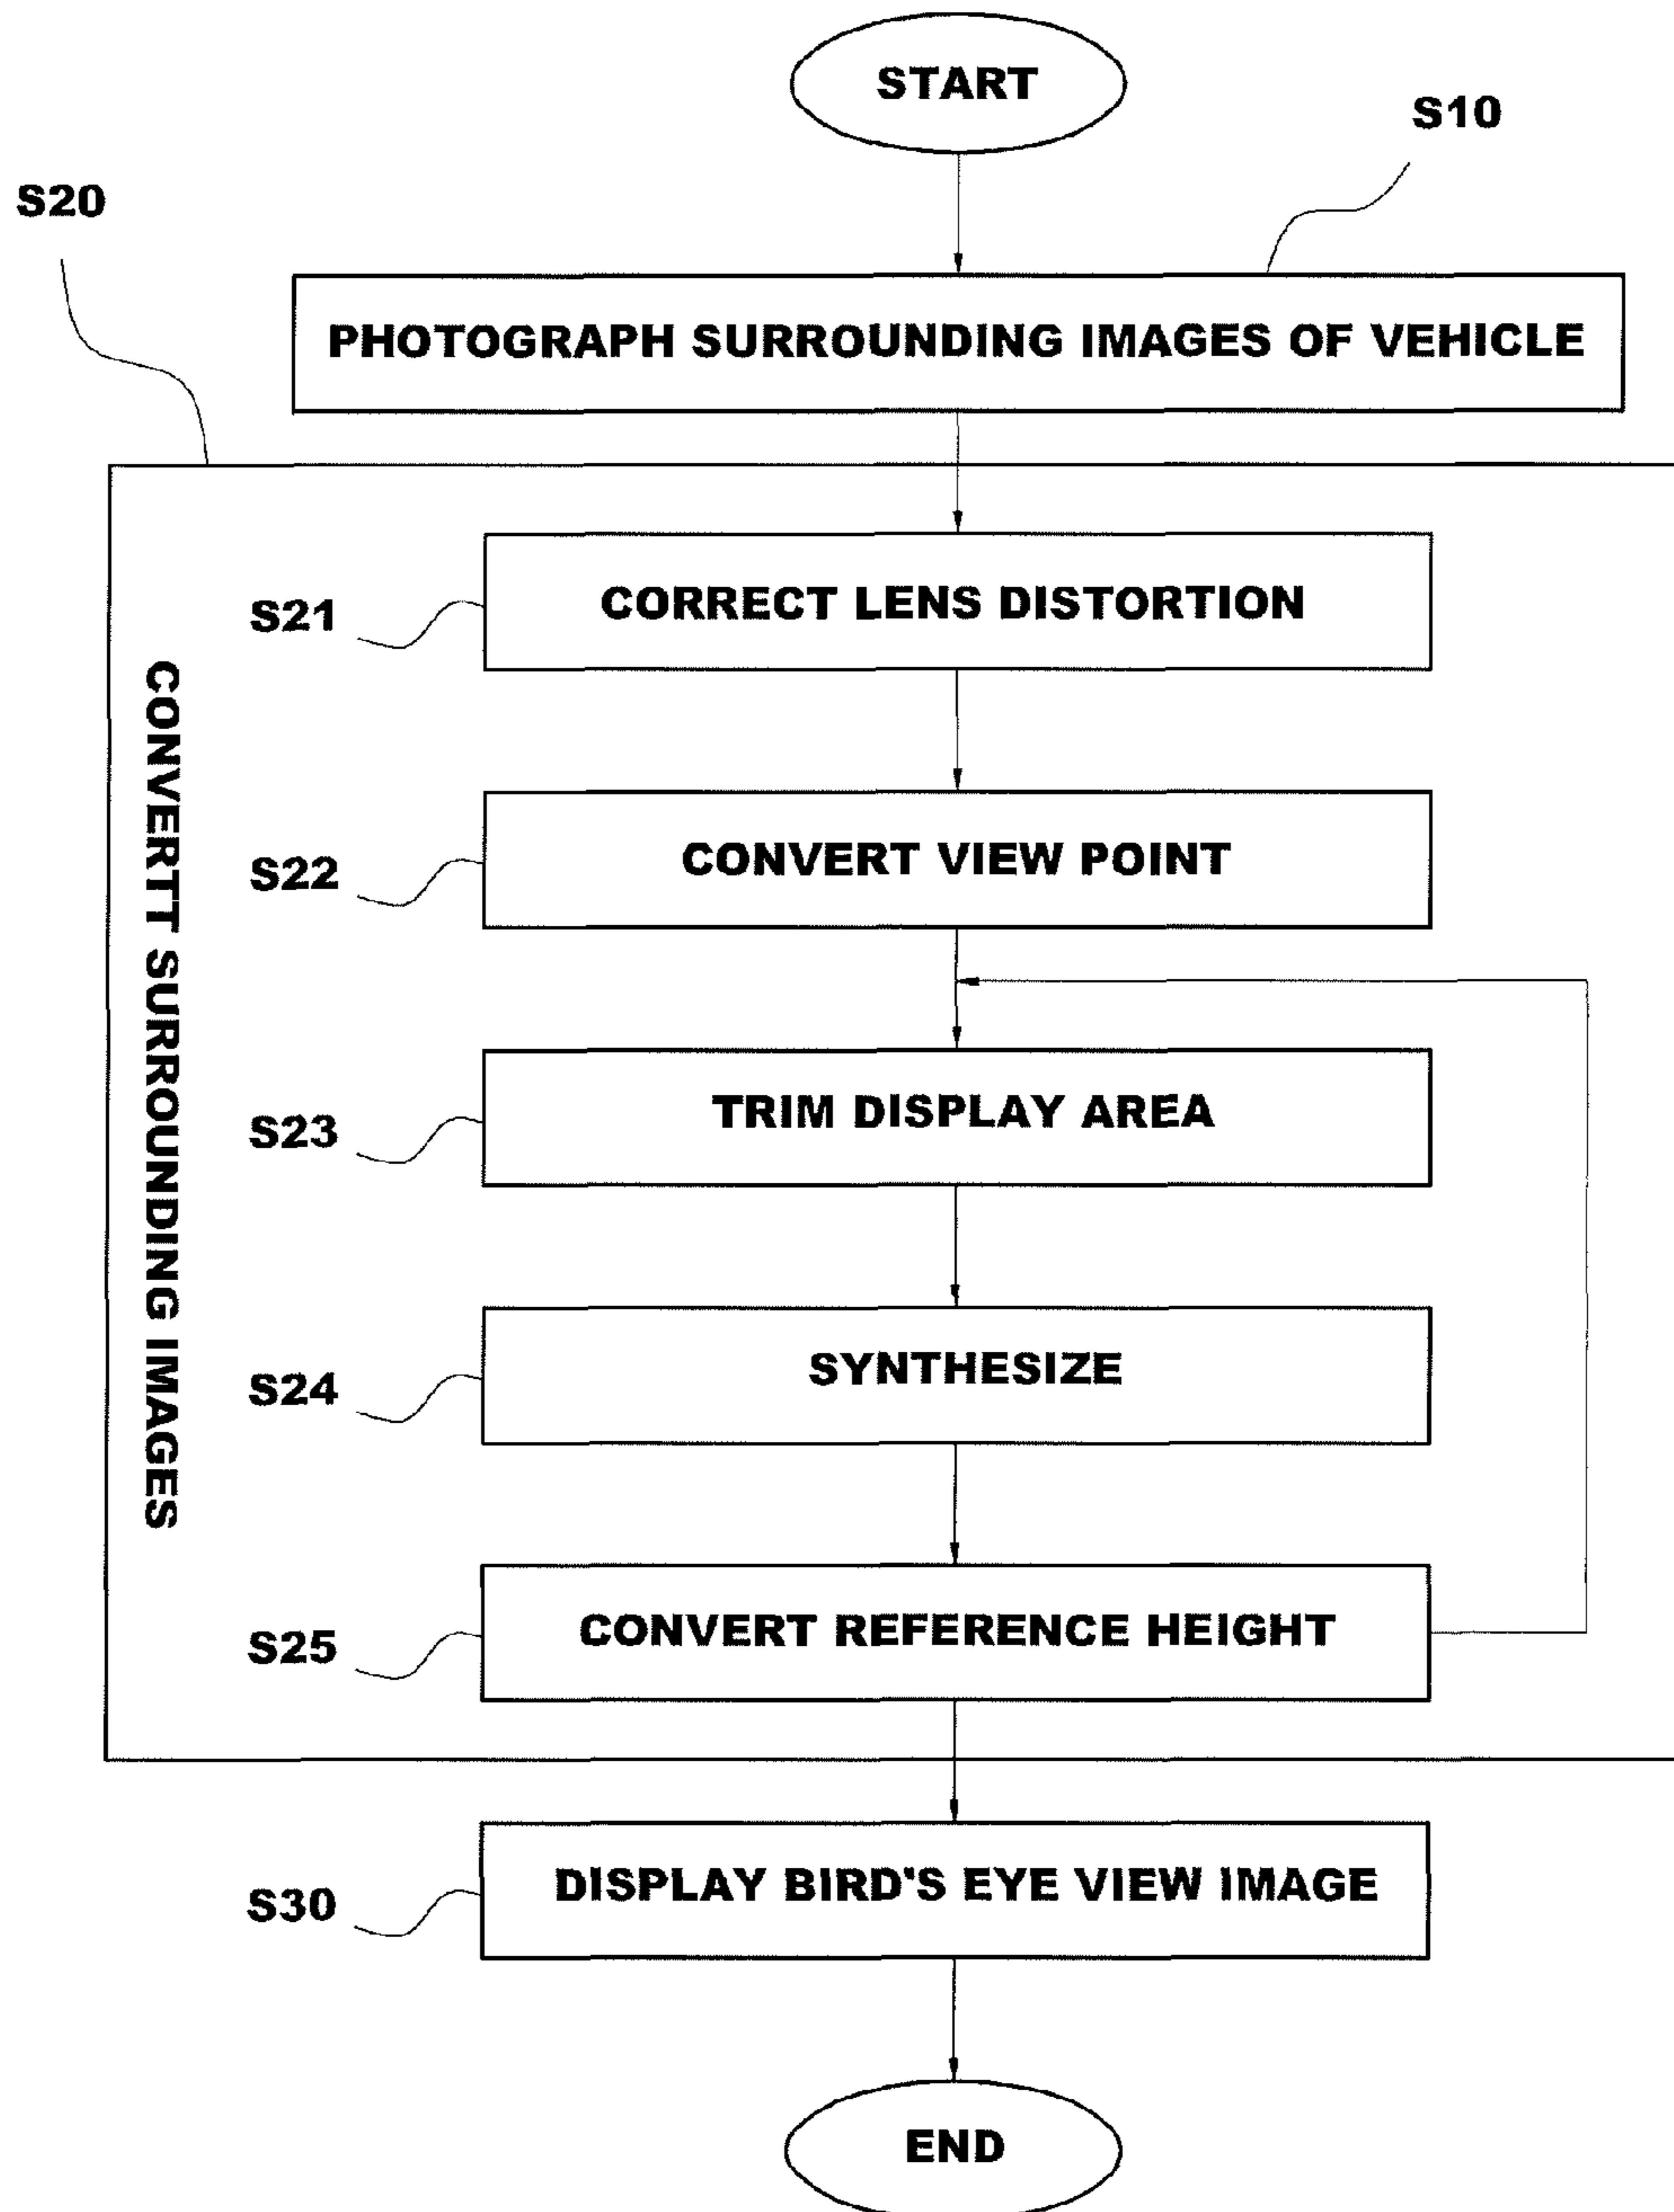 START
S10
S20
PHOTOGRAPH SURROUNDING IMAGES OF VEHICLE
CONVERTT SURROUNDING IMAGES
S21
CORRECT LENS DISTORTION
S22
CONVERT VIEW POINT
S23
TRIM DISPLAY AREA
S24
SYNTHESIZE
S25
CONVERT REFERENCE HEIGHT
S30
DISPLAY BIRD'S EYE VIEW IMAGE
END